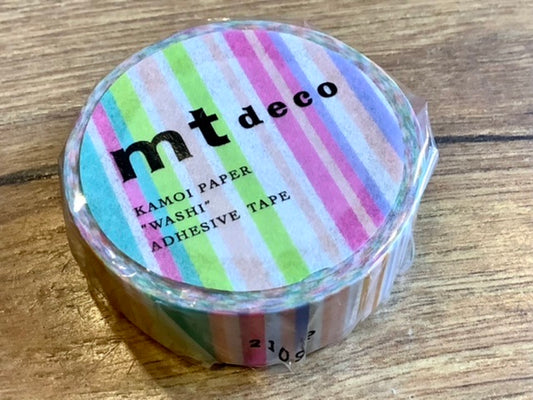 mt deco
KAMOI PAPER
"WASHI"
ADHESIVE TAPE